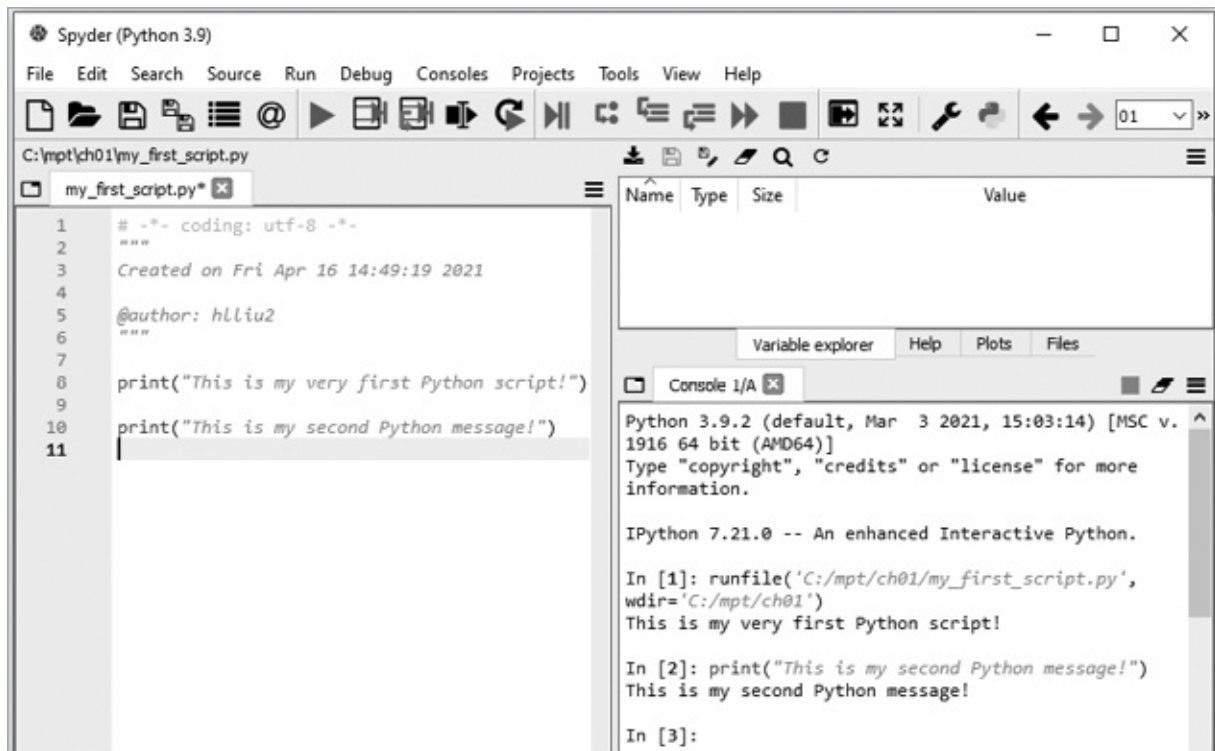 Spyder (Python 3.9)
File Edit Search Source Run Debug Consoles Projects Tools View Help
01
C:\mpt\ch01\my_first_script.py
my_first_script.py*
1 # -*- coding: utf-8 -*-
2 """
3 Created on Fri Apr 16 14:49:19 2021
4
5 @author: hlliu2
6 """
7
8 print("This is my very first Python script!")
9
10 print("This is my second Python message!")
11
Name Type Size Value
Variable explorer Help Plots Files
Console 1/A
Python 3.9.2 (default, Mar  3 2021, 15:03:14) [MSC v.
1916 64 bit (AMD64)]
Type "copyright", "credits" or "license" for more
information.
IPython 7.21.0 -- An enhanced Interactive Python.
In [1]: runfile('C:/mpt/ch01/my_first_script.py',
wdir='C:/mpt/ch01')
This is my very first Python script!
In [2]: print("This is my second Python message!")
This is my second Python message!
In [3]: